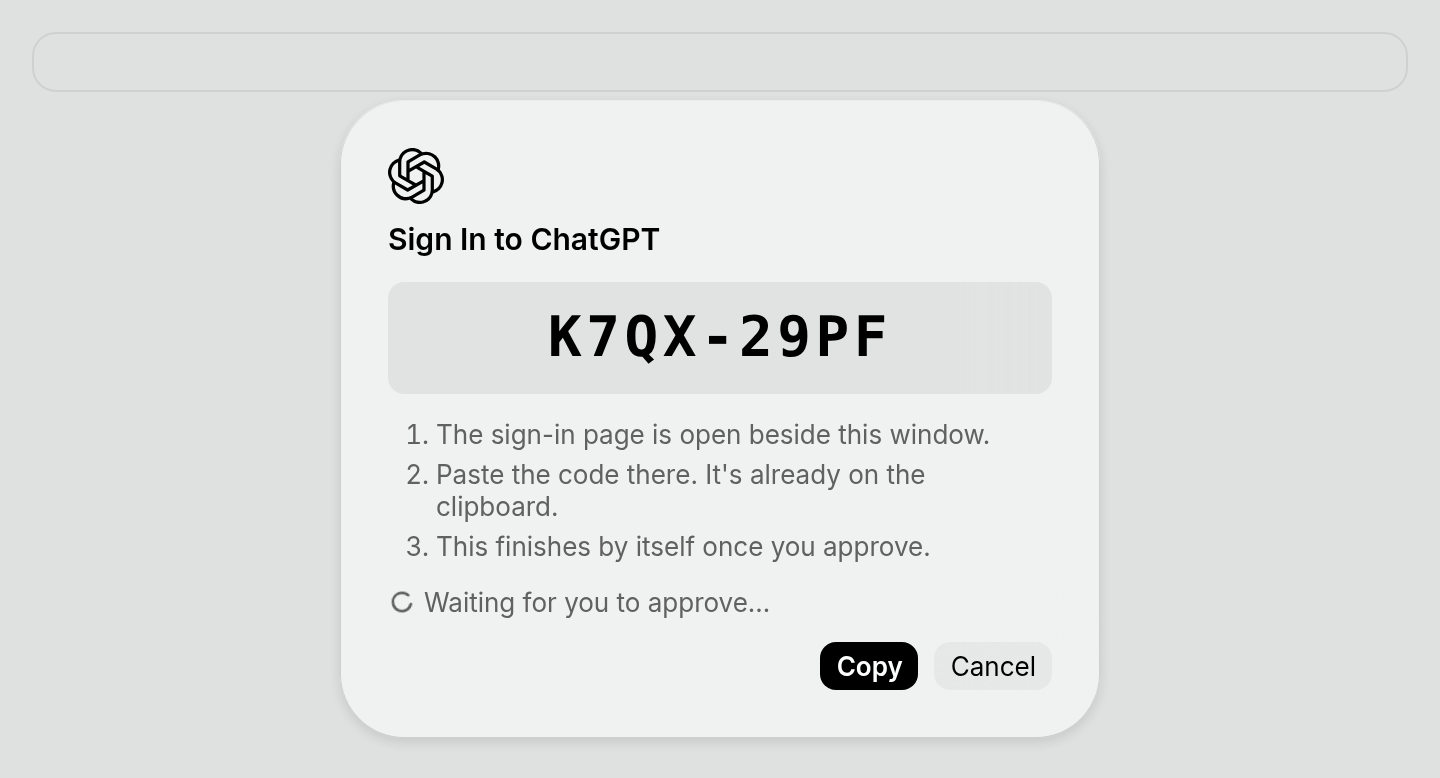 Sign In to ChatGPT
K7QX-29PF
1. The sign-in page is open beside this window.
2. Paste the code there. It's already on the
clipboard.
3. This finishes by itself once you approve.
Waiting for you to approve...
Copy Cancel